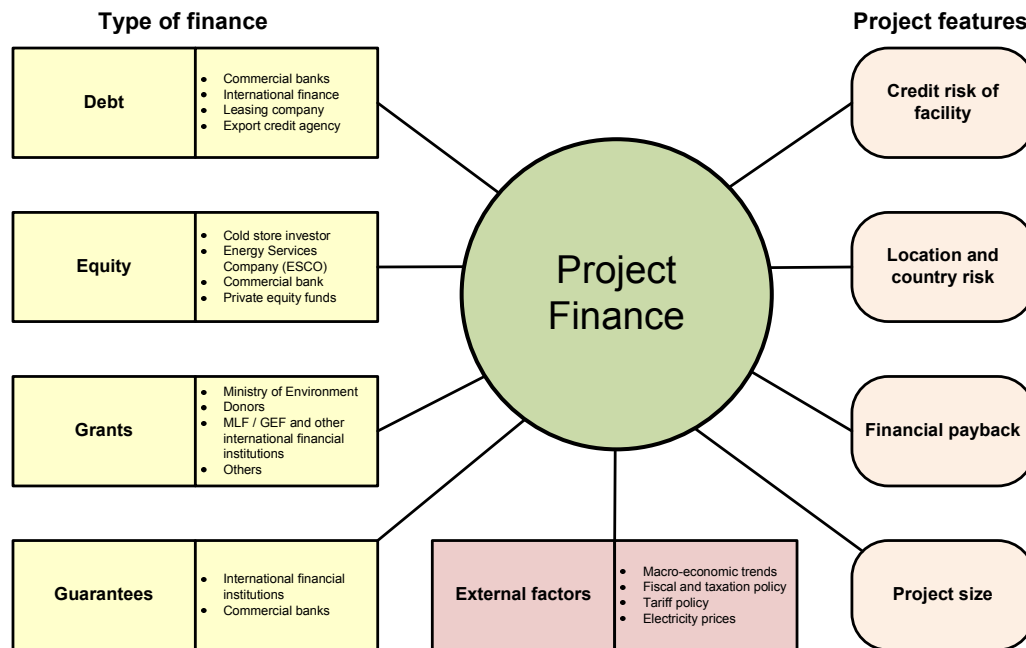 Type of finance
Project features
Debt
• Commercial banks
• International finance
• Leasing company
• Export credit agency
Equity
• Cold store investor
• Energy Services
Company (ESCO)
• Commercial bank
• Private equity funds
Grants
• Ministry of Environment
• Donors
• MLF / GEF and other
international financial
institutions
• Others
Guarantees
• International financial
institutions
• Commercial banks
Project
Finance
External factors
• Macro-economic trends
• Fiscal and taxation policy
• Tariff policy
• Electricity prices
Credit risk of
facility
Location and
country risk
Financial payback
Project size